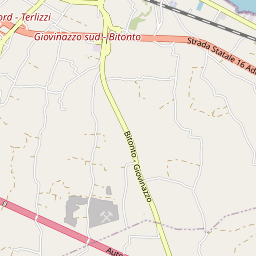 ord - Terlizzi
Giovinazzo sud - Bitonto
Strada Statale 16 Ad
Bitonto - Giovinazzo
Auto